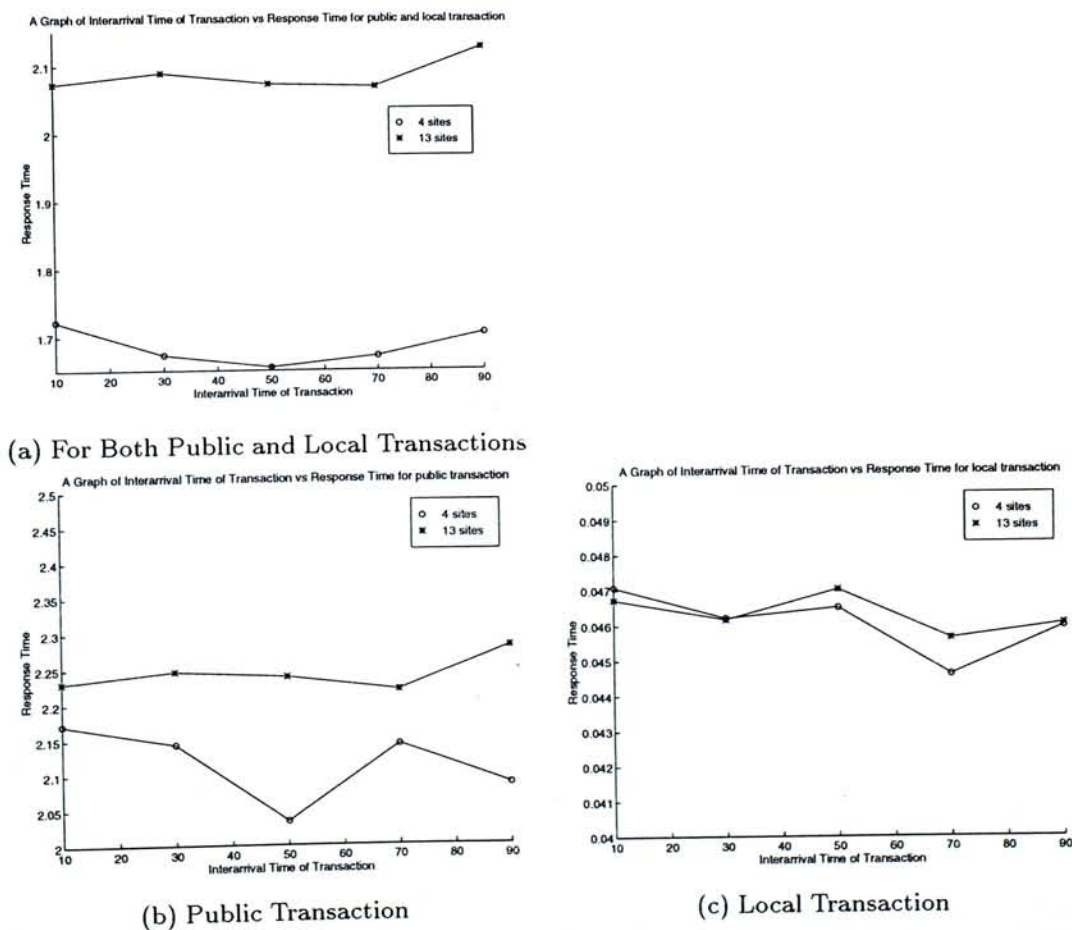 A Graph of Interarrival Time of Transaction vs Response Time for public and local transaction
2.1
2
1.9
1.8
1.7
Response Time
4 sites
13 sites
10 20 30 40 50 60 70 80 90
Interarrival Time of Transaction
(a) For Both Public and Local Transactions
A Graph of Interarrival Time of Transaction vs Response Time for public transaction
2.5
2.45
2.4
2.35
2.3
2.25
2.2
2.15
2.1
2.05
2
Response Time
4 sites
13 sites
10 20 30 40 50 60 70 80 90
Interarrival Time of Transaction
(b) Public Transaction
A Graph of Interarrival Time of Transaction vs Response Time for local transaction
0.05
0.049
0.048
0.047
0.046
0.045
0.044
0.043
0.042
0.041
0.04
Response Time
4 sites
13 sites
10 20 30 40 50 60 70 80 90
Interarrival Time of Transaction
(c) Local Transaction